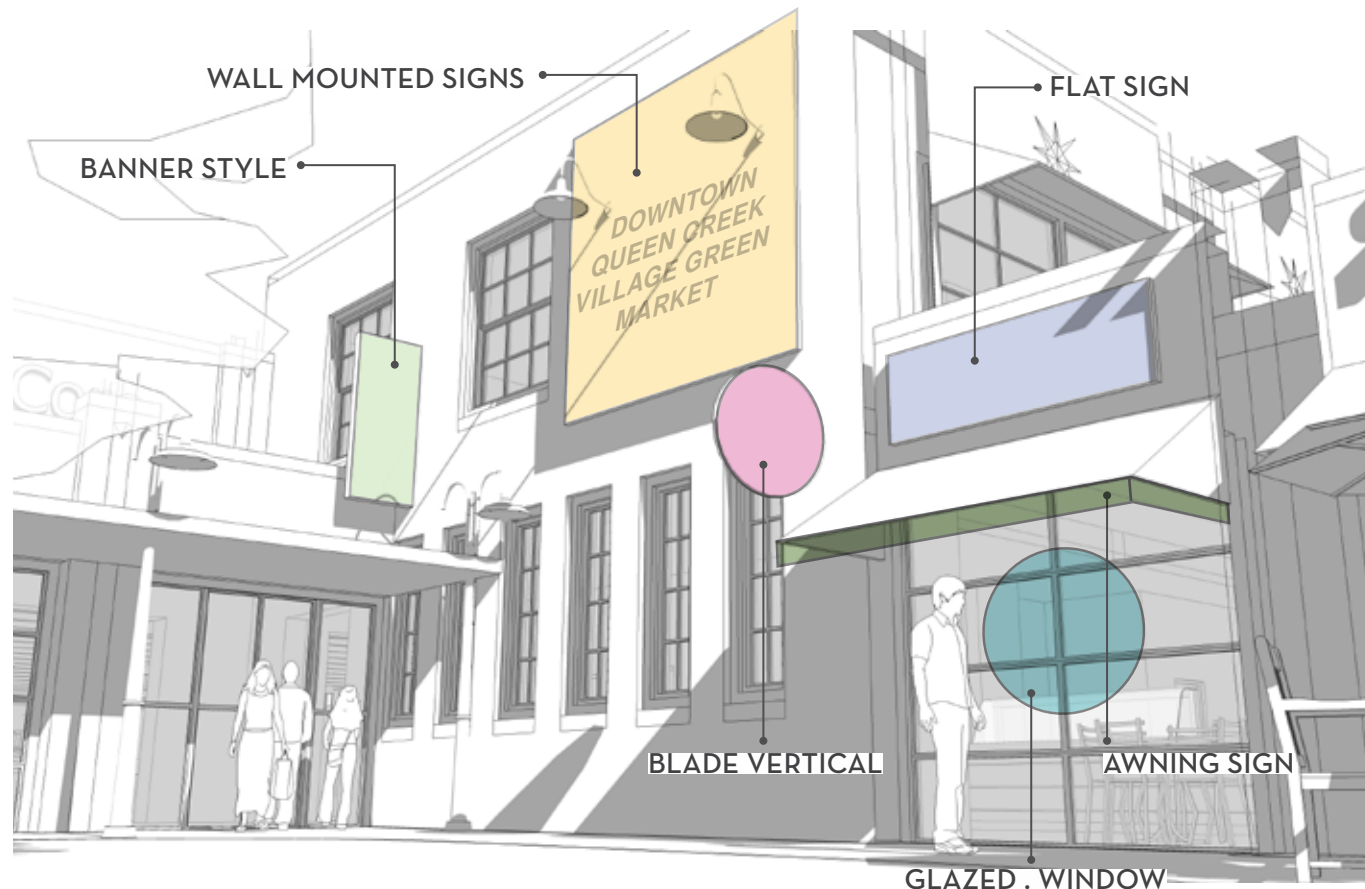 WALL MOUNTED SIGNS
FLAT SIGN
BANNER STYLE
DOWNTOWN
QUEEN CREEK
VILLAGE GREEN
MARKET
Co
BLADE VERTICAL
AWNING SIGN
GLAZED . WINDOW